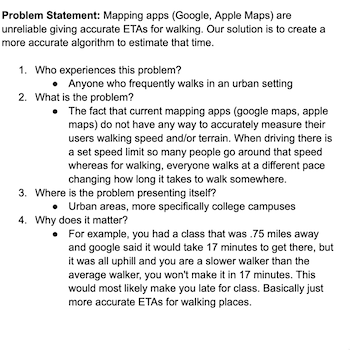 Problem Statement: Mapping apps (Google, Apple Maps) are
unreliable giving accurate ETAs for walking. Our solution is to create a
more accurate algorithm to estimate that time.
1. Who experiences this problem?
● Anyone who frequently walks in an urban setting
2. What is the problem?
● The fact that current mapping apps (google maps, apple
maps) do not have any way to accurately measure their
users walking speed and/or terrain. When driving there is
a set speed limit so many people go around that speed
whereas for walking, everyone walks at a different pace
changing how long it takes to walk somewhere.
3. Where is the problem presenting itself?
● Urban areas, more specifically college campuses
4. Why does it matter?
● For example, you had a class that was .75 miles away
and google said it would take 17 minutes to get there, but
it was all uphill and you are a slower walker than the
average walker, you won't make it in 17 minutes. This
would most likely make you late for class. Basically just
more accurate ETAs for walking places.